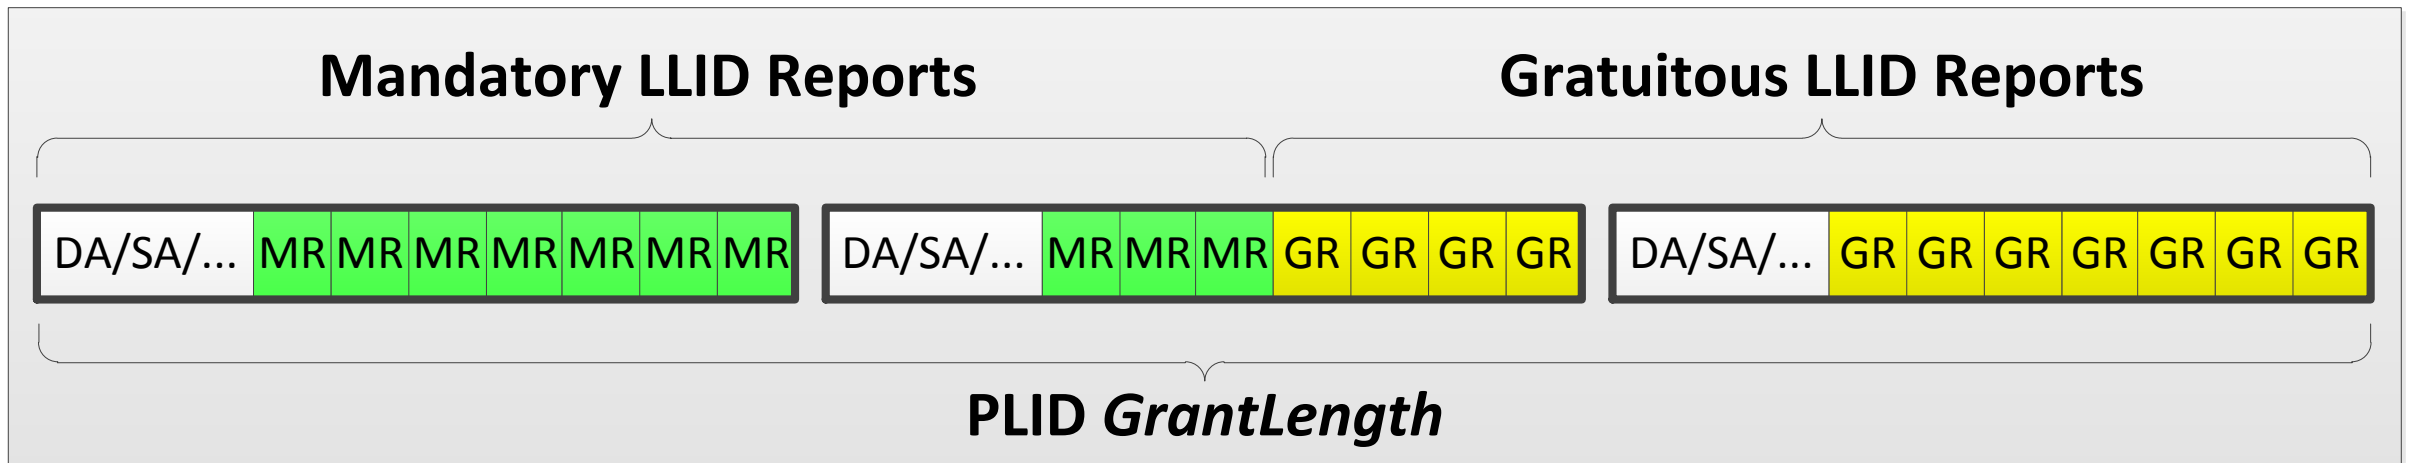 Mandatory LLID Reports Gratuitous LLID Reports
DA/SA/... MR MR MR MR MR MR MR DA/SA/... MR MR MR GR GR GR GR DA/SA/... GR GR GR GR GR GR GR
PLID GrantLength